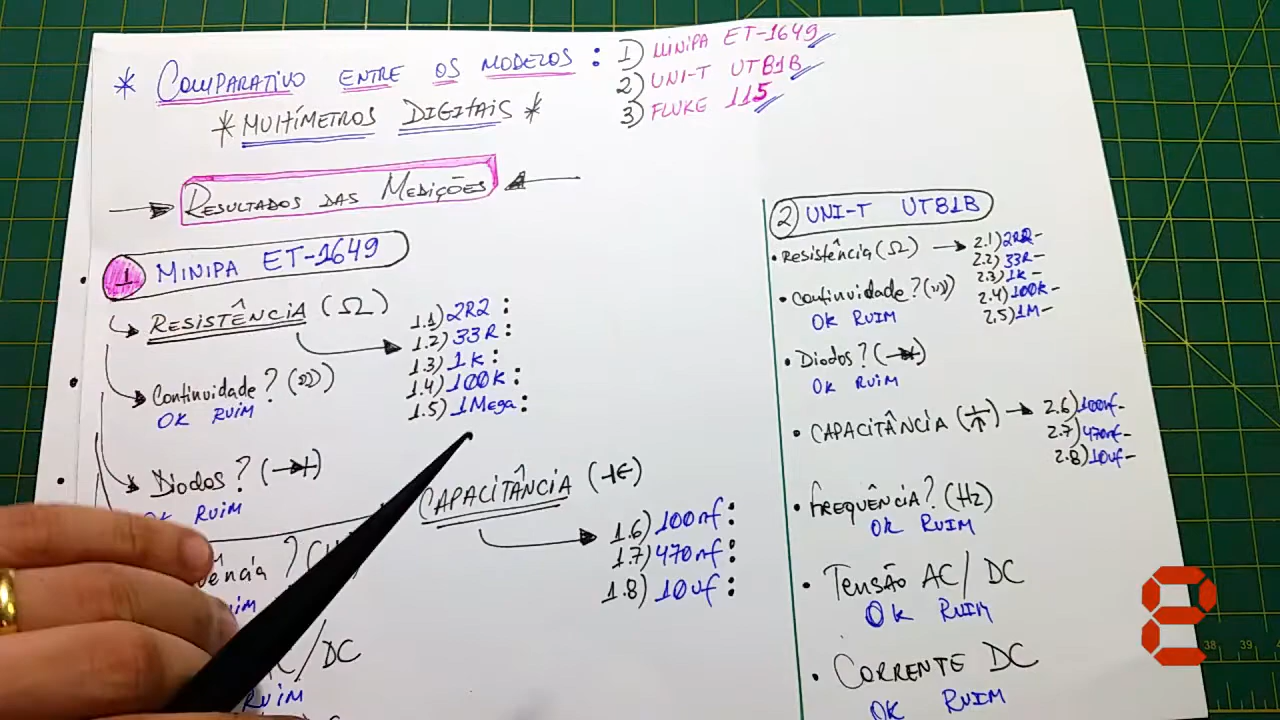 * COMPARATIVO ENTRE OS MODELOS : 1) MINIPA ET-1649
2) UNI-T UT81B
3) FLUKE 115
* MULTÍMETROS DIGITAIS *
RESULTADOS DAS MEDIÇÕES
1 MINIPA ET-1649
RESISTÊNCIA (Ω)
1.1) 2R2 :
1.2) 33R :
1.3) 1k :
1.4) 100k :
1.5) 1Mega :
Continuidade ? (
OK RUIM
Diodos ? (
OK RUIM
CAPACITÂNCIA (
1.6) 100nf :
1.7) 470nf :
1.8) 10uf :
/DC
RUIM
2 UNI-T UT81B
• Resistência (Ω) → 2.1) 2R2 -
2.2) 33R -
2.3) 1k -
2.4) 100k -
2.5) 1M -
• Continuidade ? (
OK RUIM
• Diodos ? (
OK RUIM
• CAPACITÂNCIA ( → 2.6) 100nf -
2.7) 470nf -
2.8) 10uf -
• Frequência ? (Hz)
OK RUIM
• Tensão AC/DC
OK RUIM
• CORRENTE DC
OK RUIM
38 39